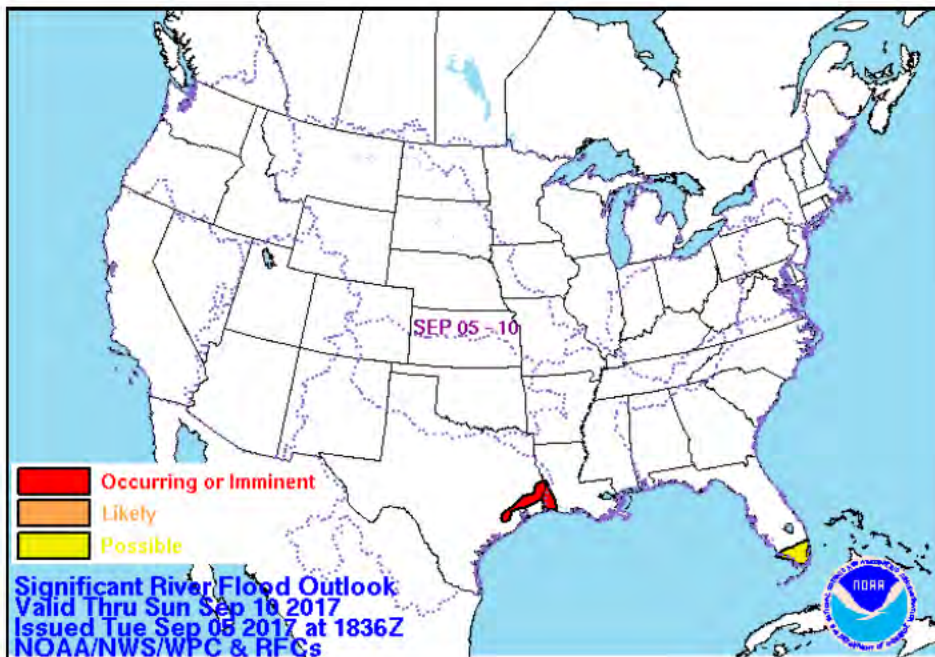 SEP 05 - 10
Occurring or Imminent
Likely
Possible
Significant River Flood Outlook
Valid Thru Sun Sep 10 2017
Issued Tue Sep 05 2017 at 1836Z
NOAA/NWS/WPC & RFCs
NOAA